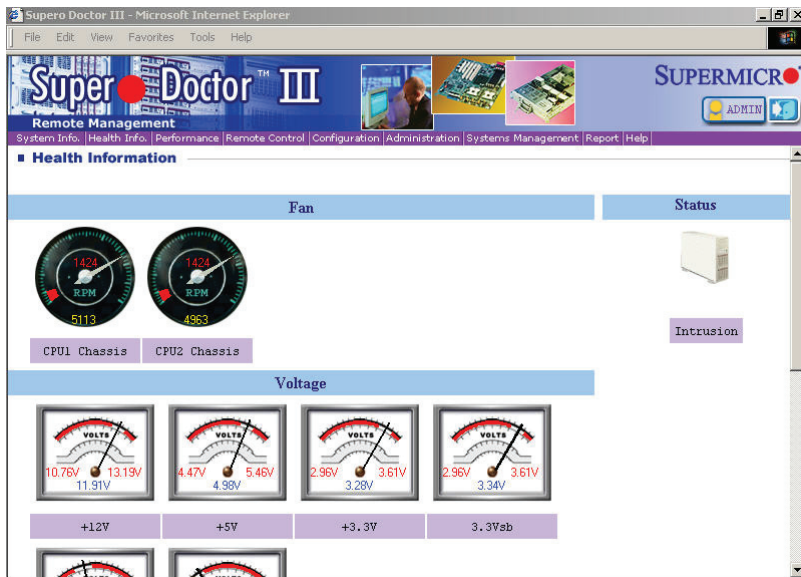 Supero Doctor III - Microsoft Internet Explorer
File Edit View Favorites Tools Help
Super Doctor™ III
SUPERMICR
Remote Management
ADMIN
System Info. | Health Info. | Performance | Remote Control | Configuration | Administration | Systems Management | Report | Help
Health Information
Fan
Status
1424
RPM
5113
1424
RPM
4963
CPU1 Chassis
CPU2 Chassis
Intrusion
Voltage
VOLTS
10.76V 13.19V
11.91V
VOLTS
4.47V 5.46V
4.98V
VOLTS
2.96V 3.61V
3.28V
VOLTS
2.96V 3.61V
3.34V
+12V
+5V
+3.3V
3.3Vsb